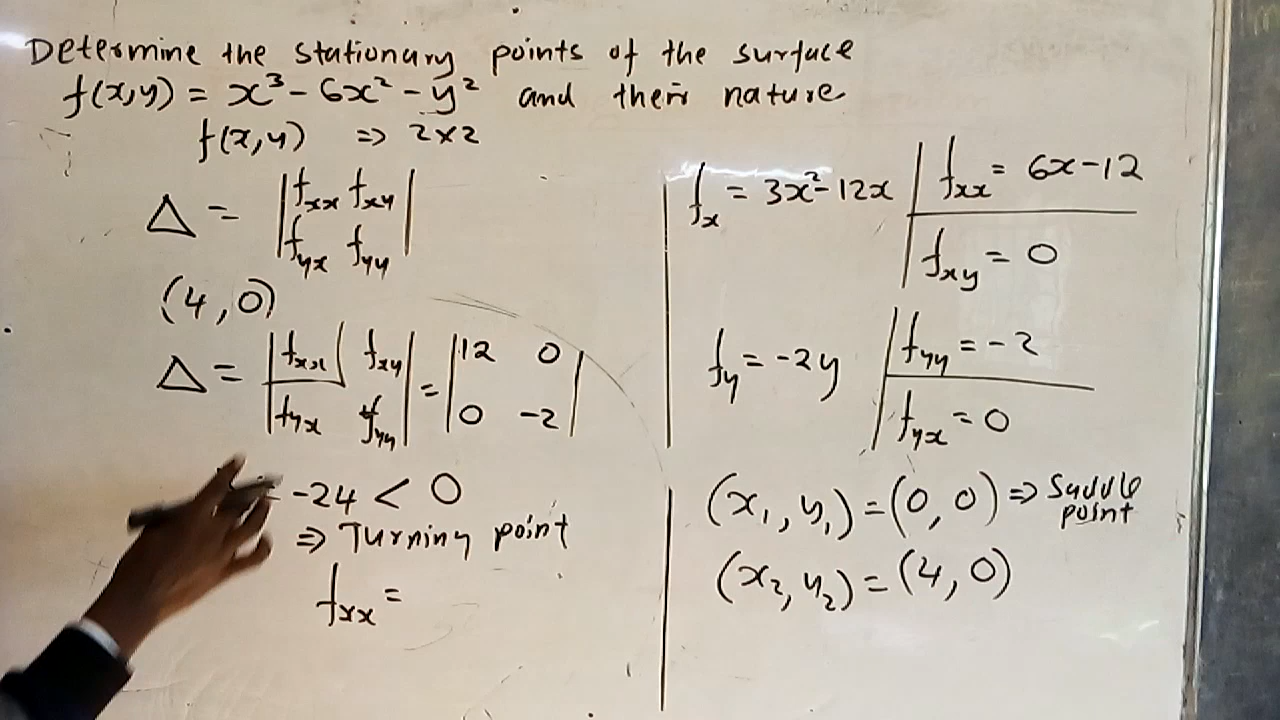 Determine the stationary points of the surface
f(x,y) = x³ - 6x² - y² and their nature
f(x,y) ⇒ 2×2
Δ = | fxx fxy |
| fyx fyy |
(4,0)
Δ = | fxx fxy | = | 12 0 |
| fyx fyy | | 0 -2 |
= -24 < 0
⇒ Turning point
fxx =
fx = 3x² - 12x | fxx = 6x - 12
fxy = 0
fy = -2y | fyy = -2
fyx = 0
(x₁, y₁) = (0, 0) ⇒ Saddle
point
(x₂, y₂) = (4, 0)